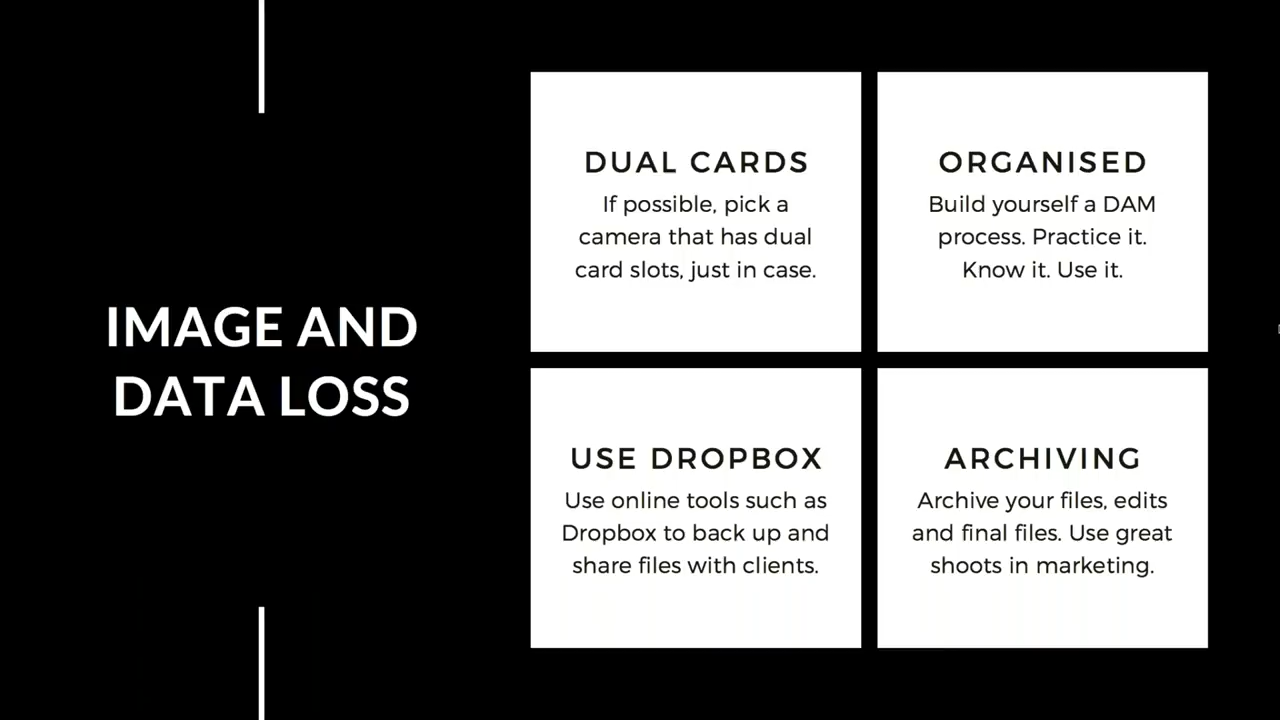 IMAGE AND
DATA LOSS
DUAL CARDS
If possible, pick a
camera that has dual
card slots, just in case.
ORGANISED
Build yourself a DAM
process. Practice it.
Know it. Use it.
USE DROPBOX
Use online tools such as
Dropbox to back up and
share files with clients.
ARCHIVING
Archive your files, edits
and final files. Use great
shoots in marketing.